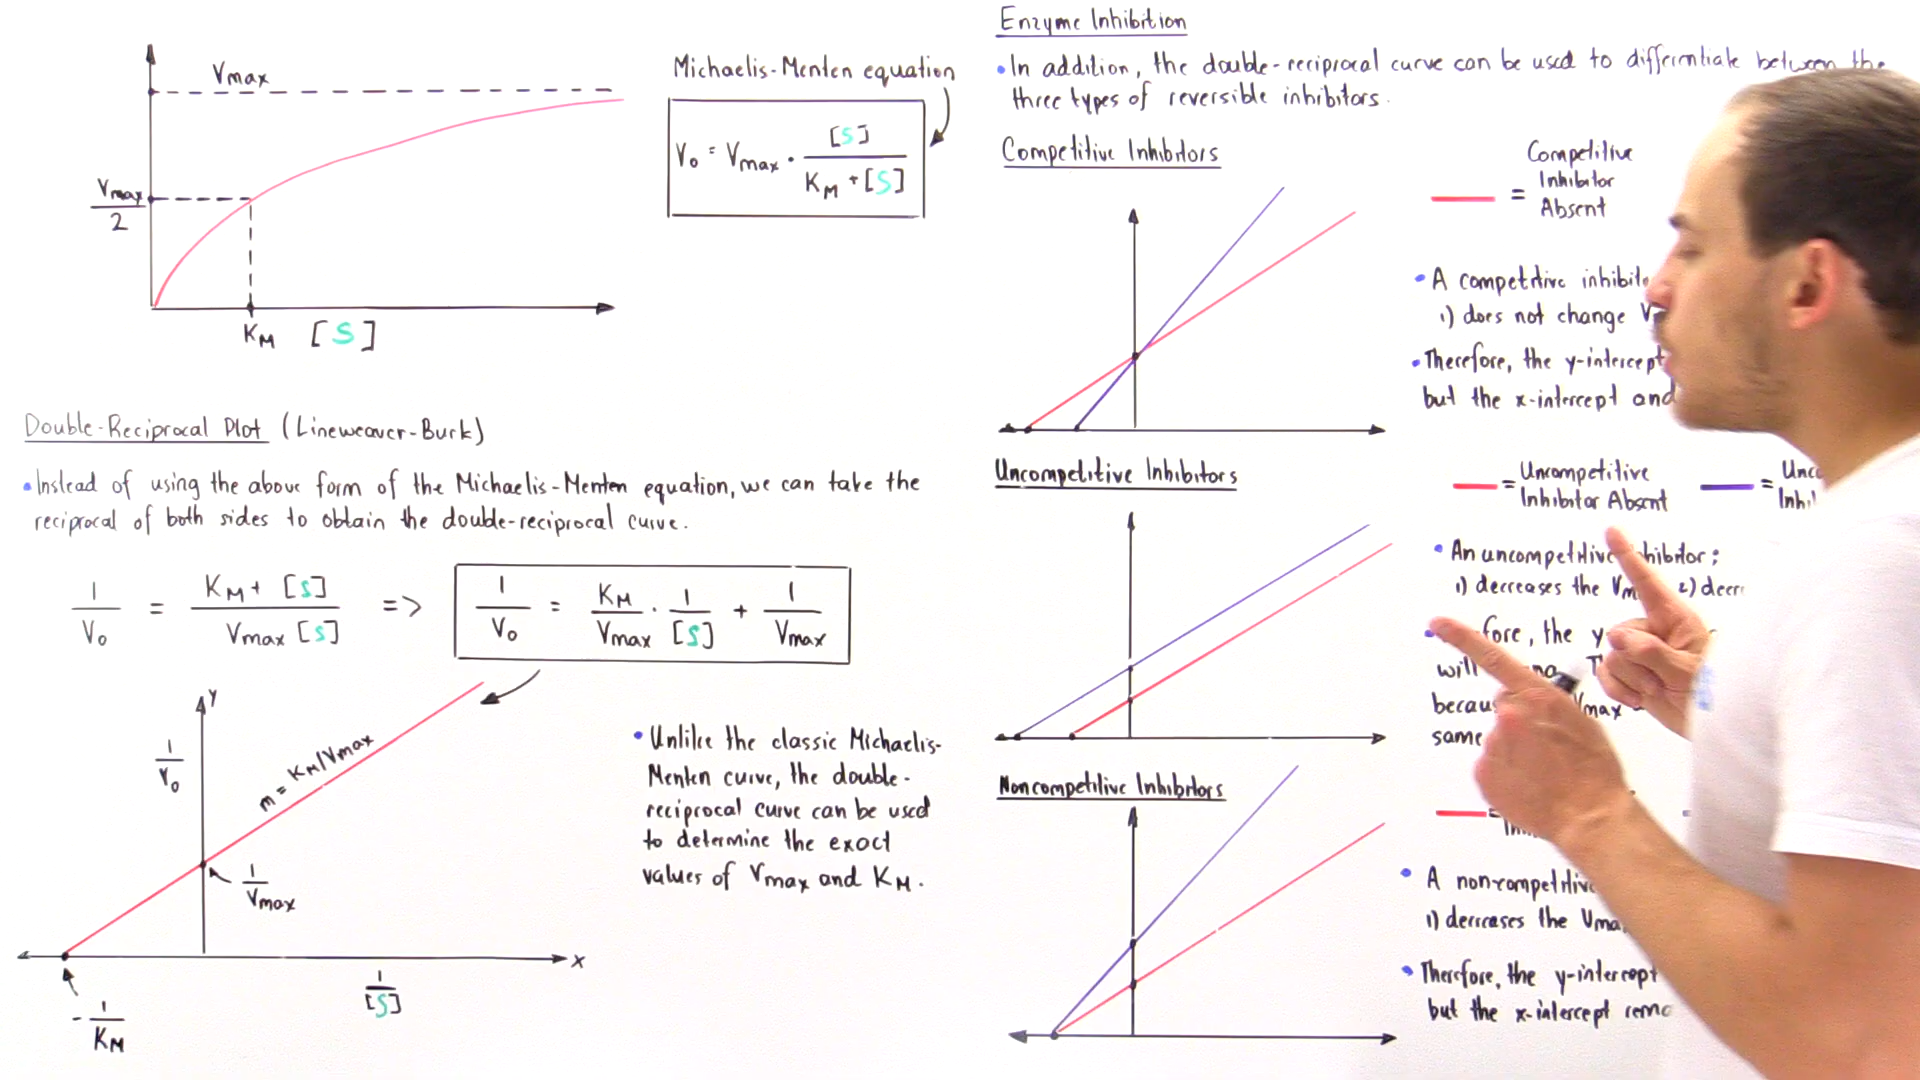 Vmax
Vmax
2
KM [S]
Michaelis-Menten equation
V₀ = Vmax · [S]
KM + [S]
Double-Reciprocal Plot (Lineweaver-Burk)
• Instead of using the above form of the Michaelis-Menten equation, we can take the
reciprocal of both sides to obtain the double-reciprocal curve.
1/V₀ = KM + [S] / Vmax [S] => 1/V₀ = KM/Vmax · 1/[S] + 1/Vmax
y
1/V₀
m = KM/Vmax
1/Vmax
x
1/[S]
- 1/KM
• Unlike the classic Michaelis-
Menten curve, the double-
reciprocal curve can be used
to determine the exact
values of Vmax and KM.
Enzyme Inhibition
• In addition, the double-reciprocal curve can be used to differentiate between the
three types of reversible inhibitors.
Competitive Inhibitors
= Competitive
Inhibitor
Absent
• A competitive
1) does not change
• Therefore, the y-intercept
but the x-intercept and
Uncompetitive Inhibitors
= Uncompetitive
Inhibitor Absent
=
• An uncompetitive inhibitor:
1) decreases the 2)
the
will
Vmax
same
Noncompetitive Inhibitors
=
• A noncompetitive
1) decreases the Vmax
• Therefore, the y-intercept
but the x-intercept